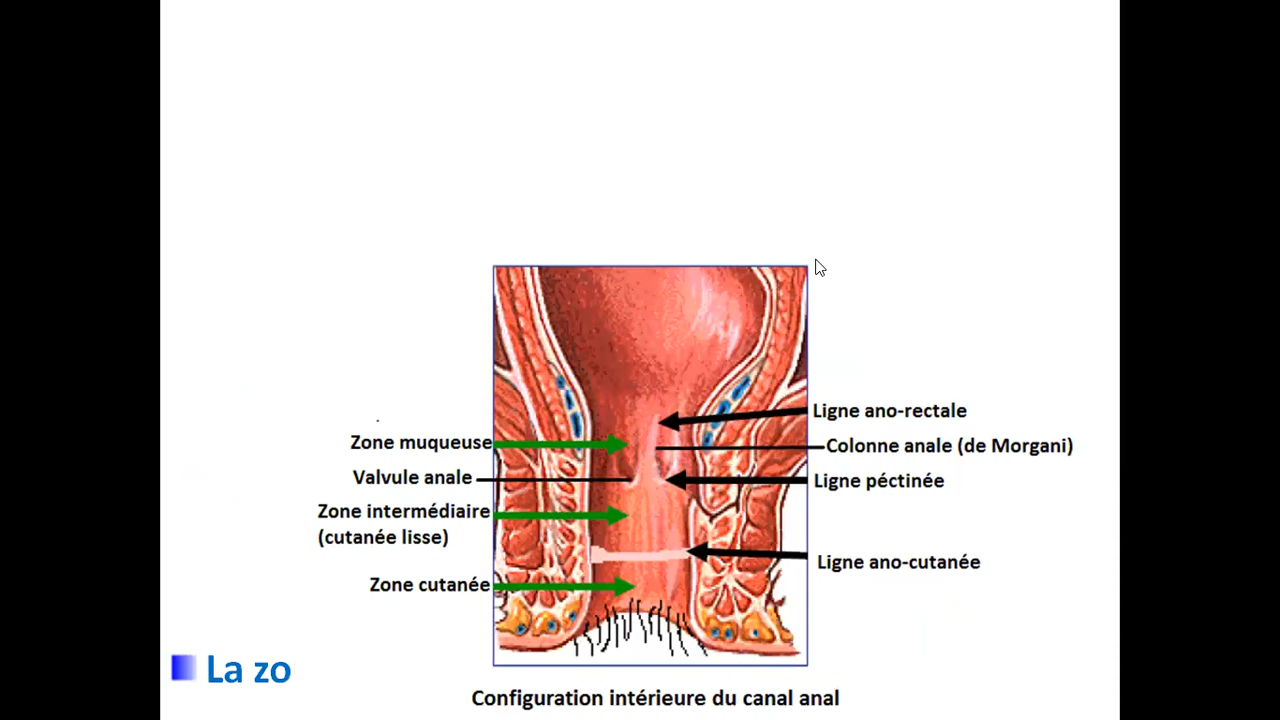 Ligne ano-rectale
Zone muqueuse
Colonne anale (de Morgani)
Valvule anale
Ligne péctinée
Zone intermédiaire
(cutanée lisse)
Ligne ano-cutanée
Zone cutanée
La zo
Configuration intérieure du canal anal